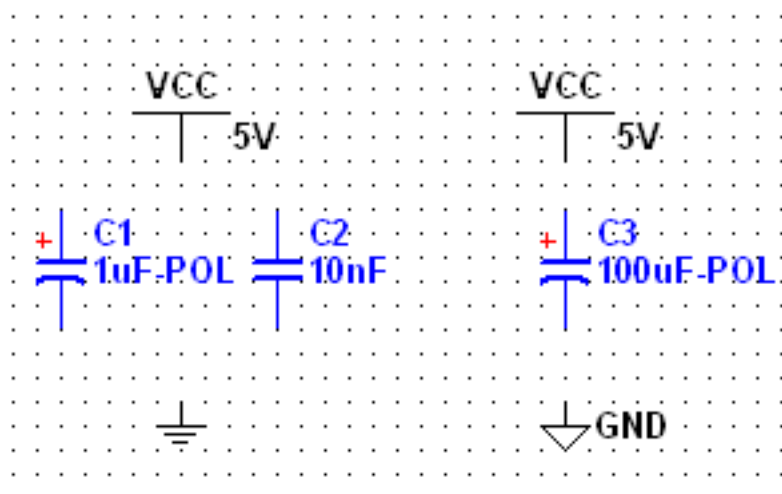 VCC
5V
VCC
5V
+
C1
1uF-POL
C2
10nF
+
C3
100uF-POL
GND